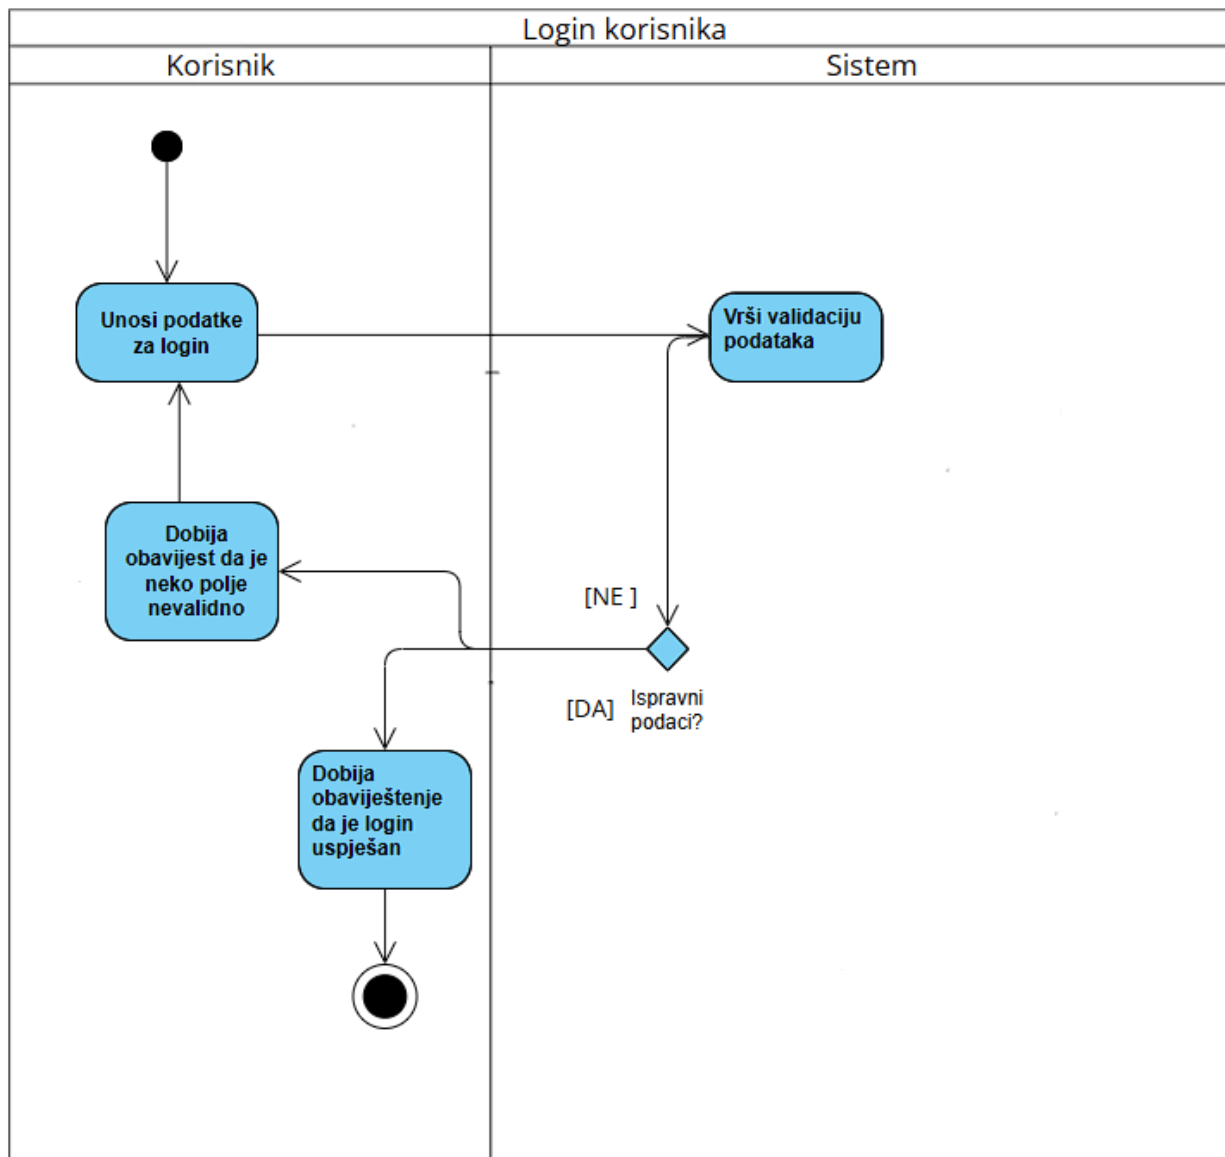 Login korisnika
Korisnik
Sistem
Unosi podatke
za login
Vrši validaciju
podataka
Dobija
obavijest da je
neko polje
nevalidno
[NE ]
[DA]
Ispravni
podaci?
Dobija
obaviještenje
da je login
uspješan